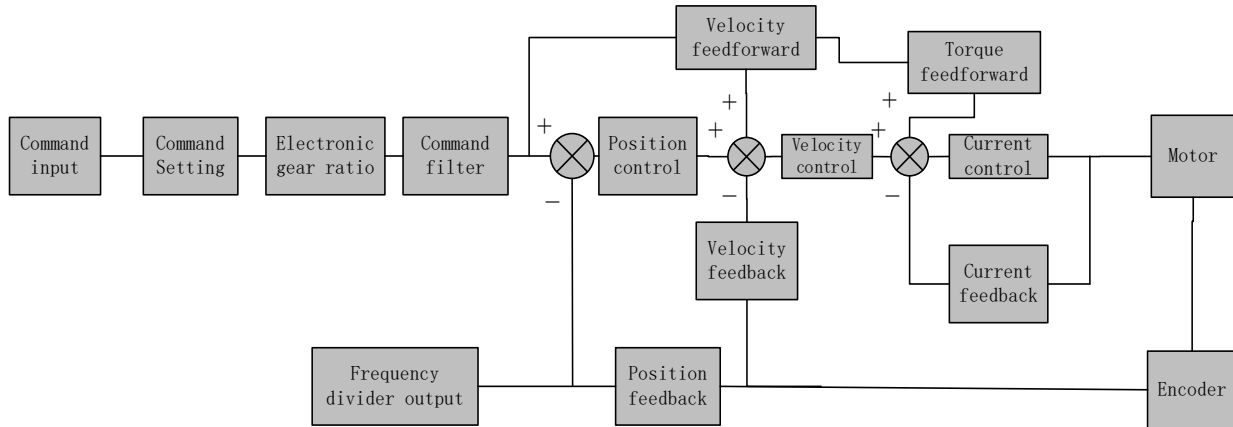 Velocity
feedforward
Torque
feedforward
+
+
+
+
+
Command
input
Command
Setting
Electronic
gear ratio
Command
filter
Position
control
Velocity
control
Current
control
Motor
−
−
−
Velocity
feedback
Current
feedback
Frequency
divider output
Position
feedback
Encoder